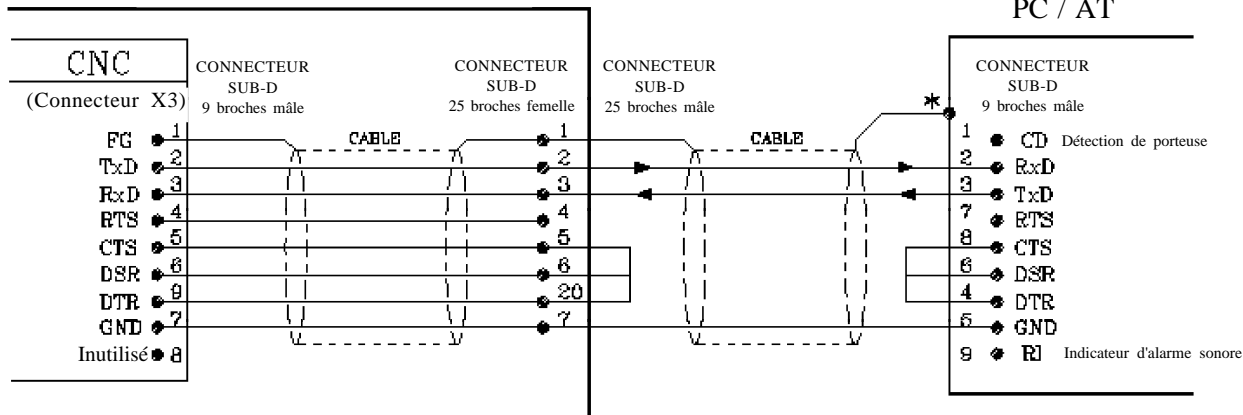 PC / AT
CNC
(Connecteur X3)
CONNECTEUR
SUB-D
9 broches mâle
CONNECTEUR
SUB-D
25 broches femelle
CONNECTEUR
SUB-D
25 broches mâle
CONNECTEUR
SUB-D
9 broches mâle
*
FG 1 CABLE 1 CABLE 1 CD Détection de porteuse
TxD 2 2 2 RxD
RxD 3 3 3 TxD
RTS 4 4 7 RTS
CTS 5 5 8 CTS
DSR 6 6 6 DSR
DTR 9 20 4 DTR
GND 7 7 5 GND
Inutilisé 8 9 RI Indicateur d'alarme sonore